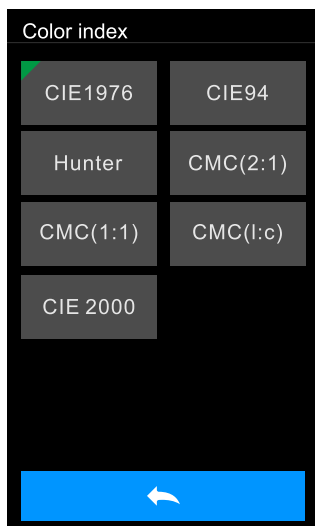 Color index
CIE1976
CIE94
Hunter
CMC(2:1)
CMC(1:1)
CMC(l:c)
CIE 2000